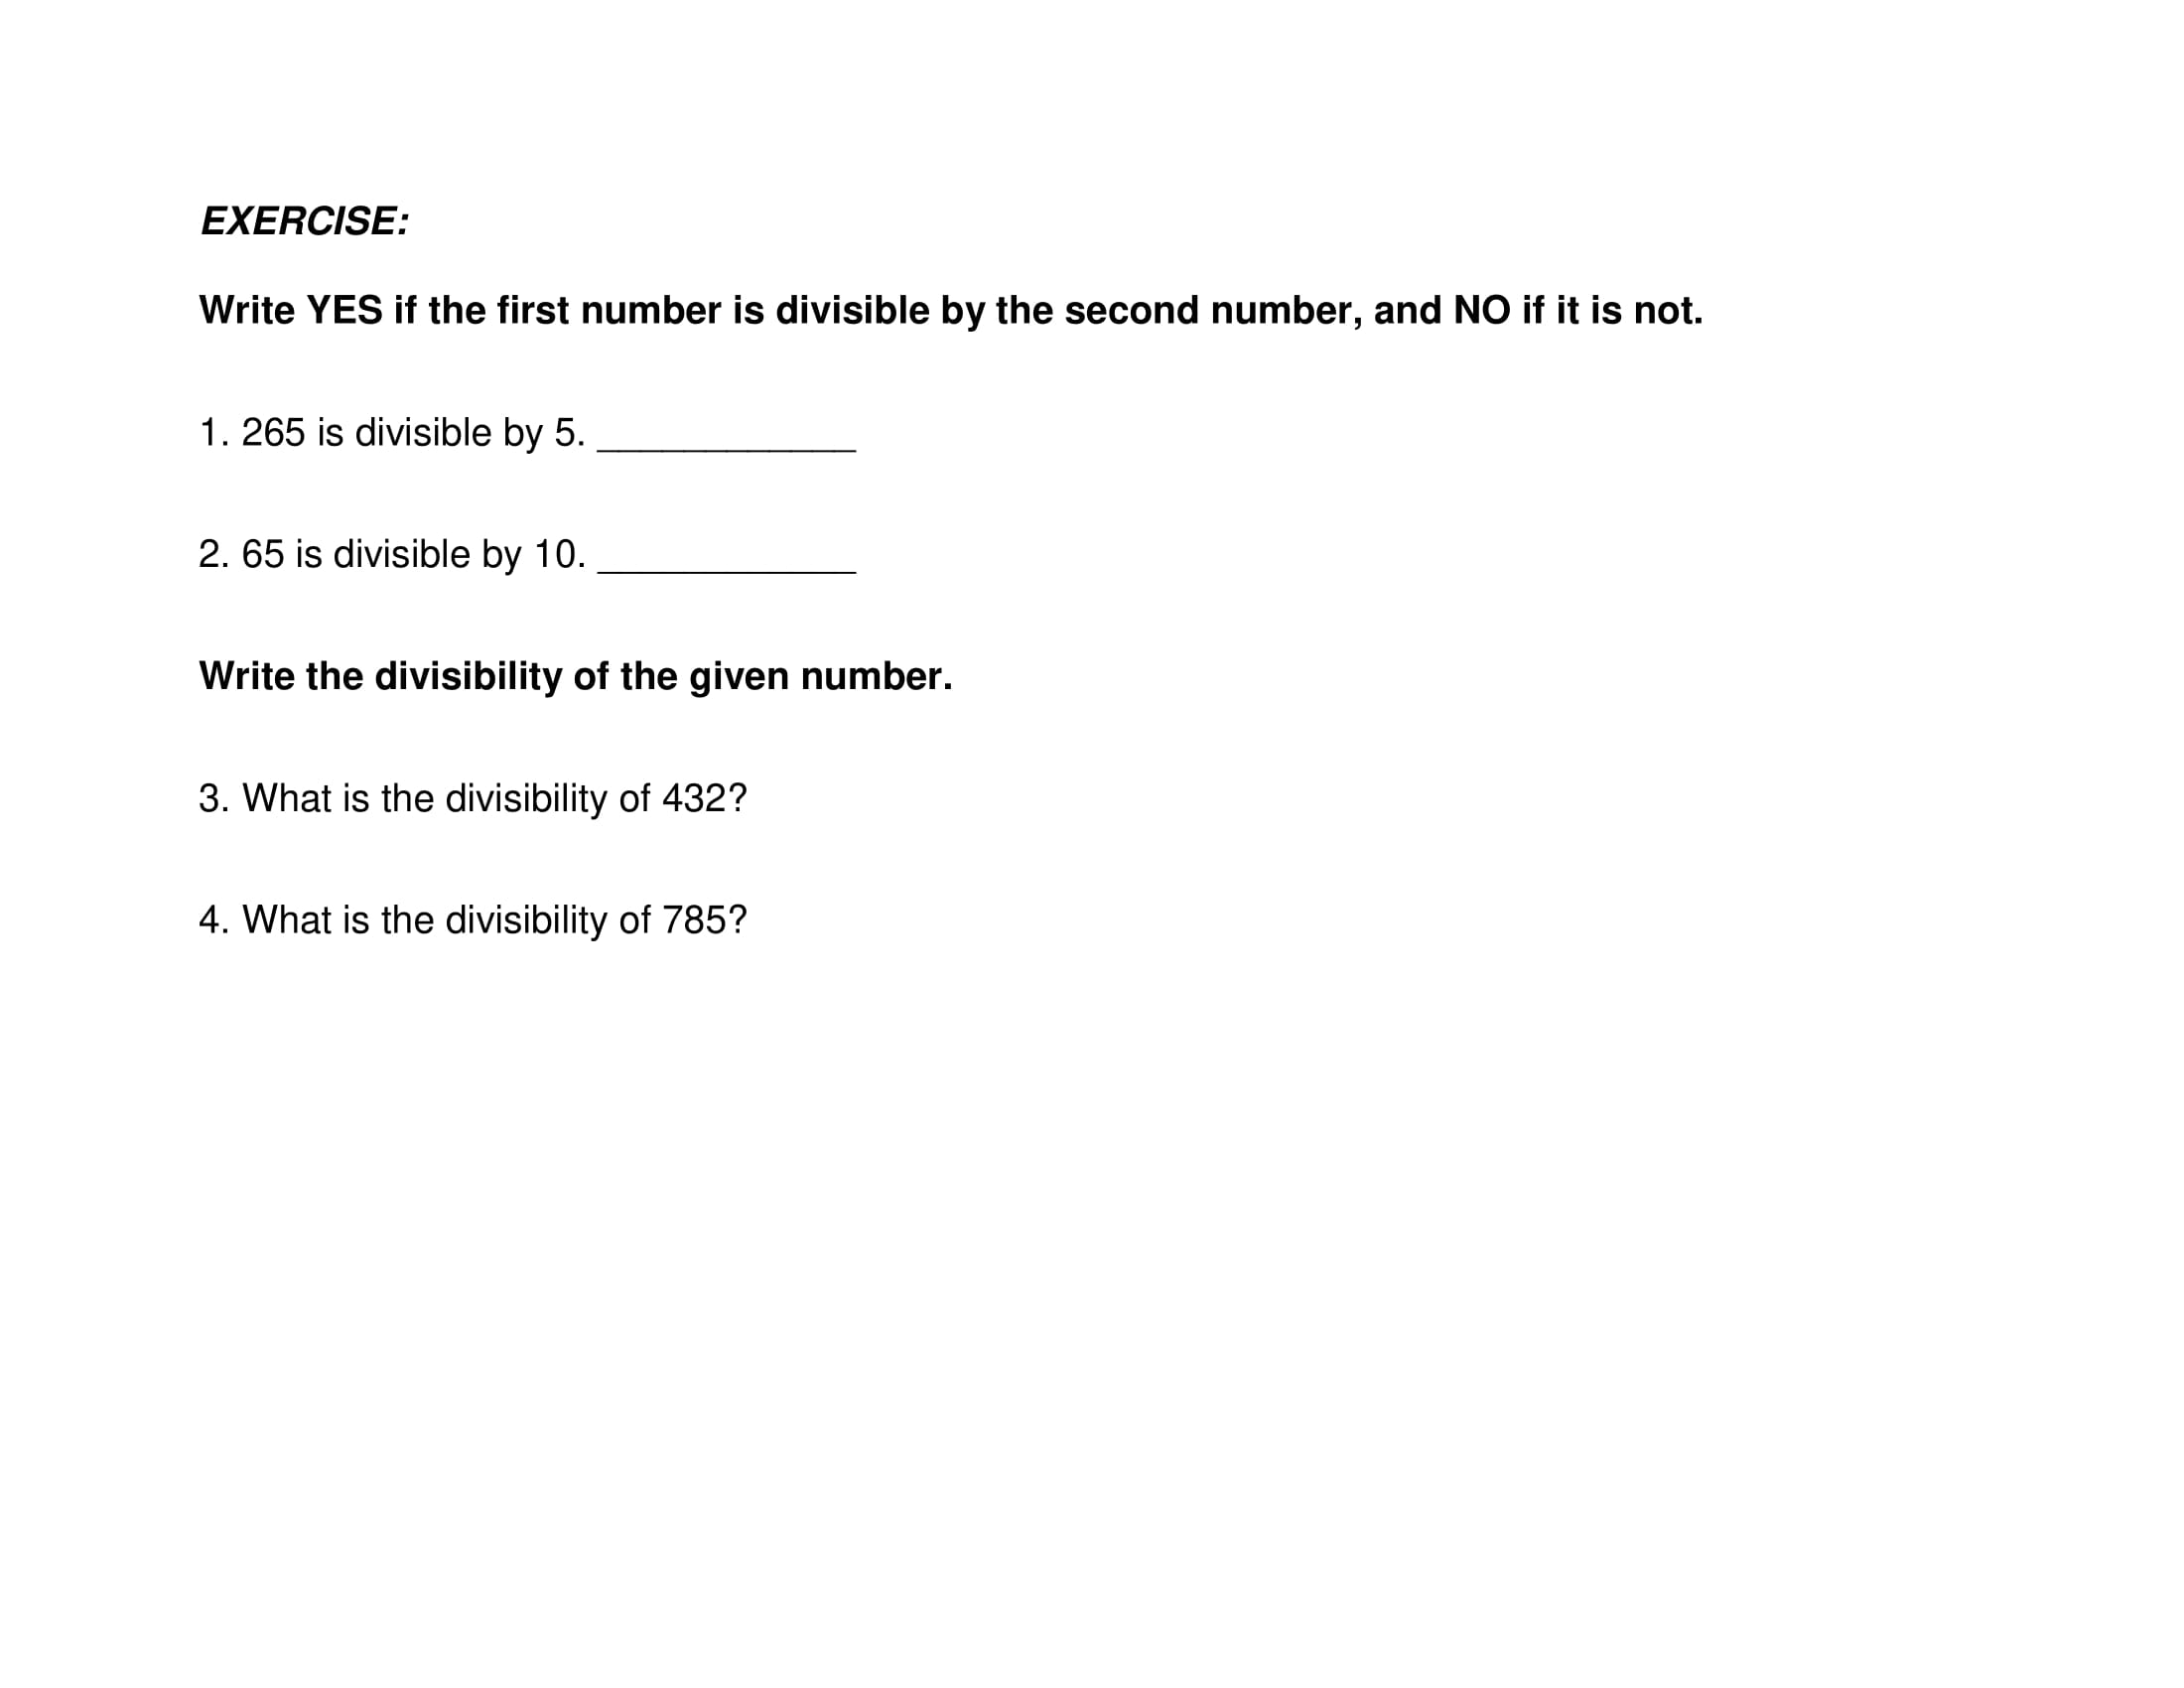 EXERCISE:
Write YES if the first number is divisible by the second number, and NO if it is not.
1. 265 is divisible by 5. ____________
2. 65 is divisible by 10. ____________
Write the divisibility of the given number.
3. What is the divisibility of 432?
4. What is the divisibility of 785?